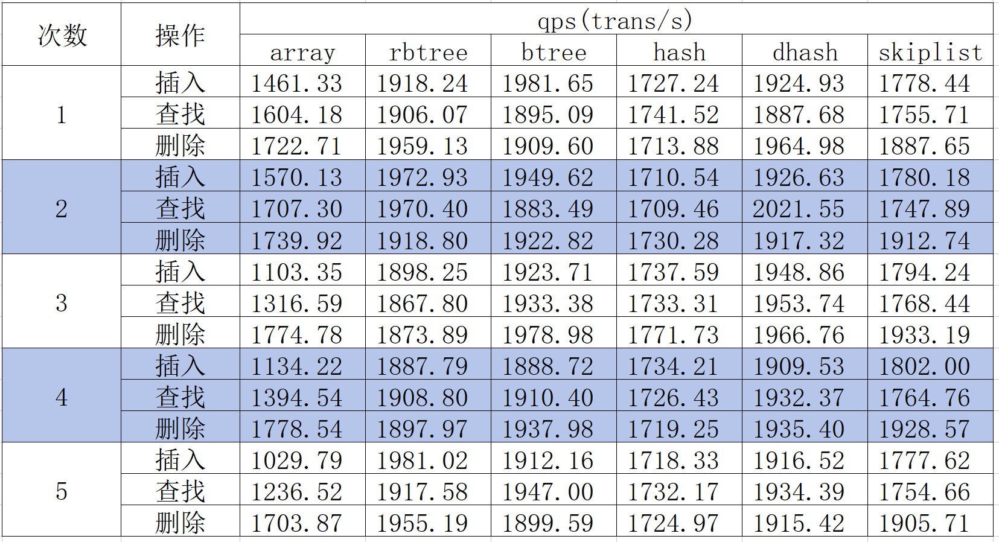 次数 操作 qps(trans/s)
array rbtree btree hash dhash skiplist
1 插入 1461.33 1918.24 1981.65 1727.24 1924.93 1778.44
查找 1604.18 1906.07 1895.09 1741.52 1887.68 1755.71
删除 1722.71 1959.13 1909.60 1713.88 1964.98 1887.65
2 插入 1570.13 1972.93 1949.62 1710.54 1926.63 1780.18
查找 1707.30 1970.40 1883.49 1709.46 2021.55 1747.89
删除 1739.92 1918.80 1922.82 1730.28 1917.32 1912.74
3 插入 1103.35 1898.25 1923.71 1737.59 1948.86 1794.24
查找 1316.59 1867.80 1933.38 1733.31 1953.74 1768.44
删除 1774.78 1873.89 1978.98 1771.73 1966.76 1933.19
4 插入 1134.22 1887.79 1888.72 1734.21 1909.53 1802.00
查找 1394.54 1908.80 1910.40 1726.43 1932.37 1764.76
删除 1778.54 1897.97 1937.98 1719.25 1935.40 1928.57
5 插入 1029.79 1981.02 1912.16 1718.33 1916.52 1777.62
查找 1236.52 1917.58 1947.00 1732.17 1934.39 1754.66
删除 1703.87 1955.19 1899.59 1724.97 1915.42 1905.71